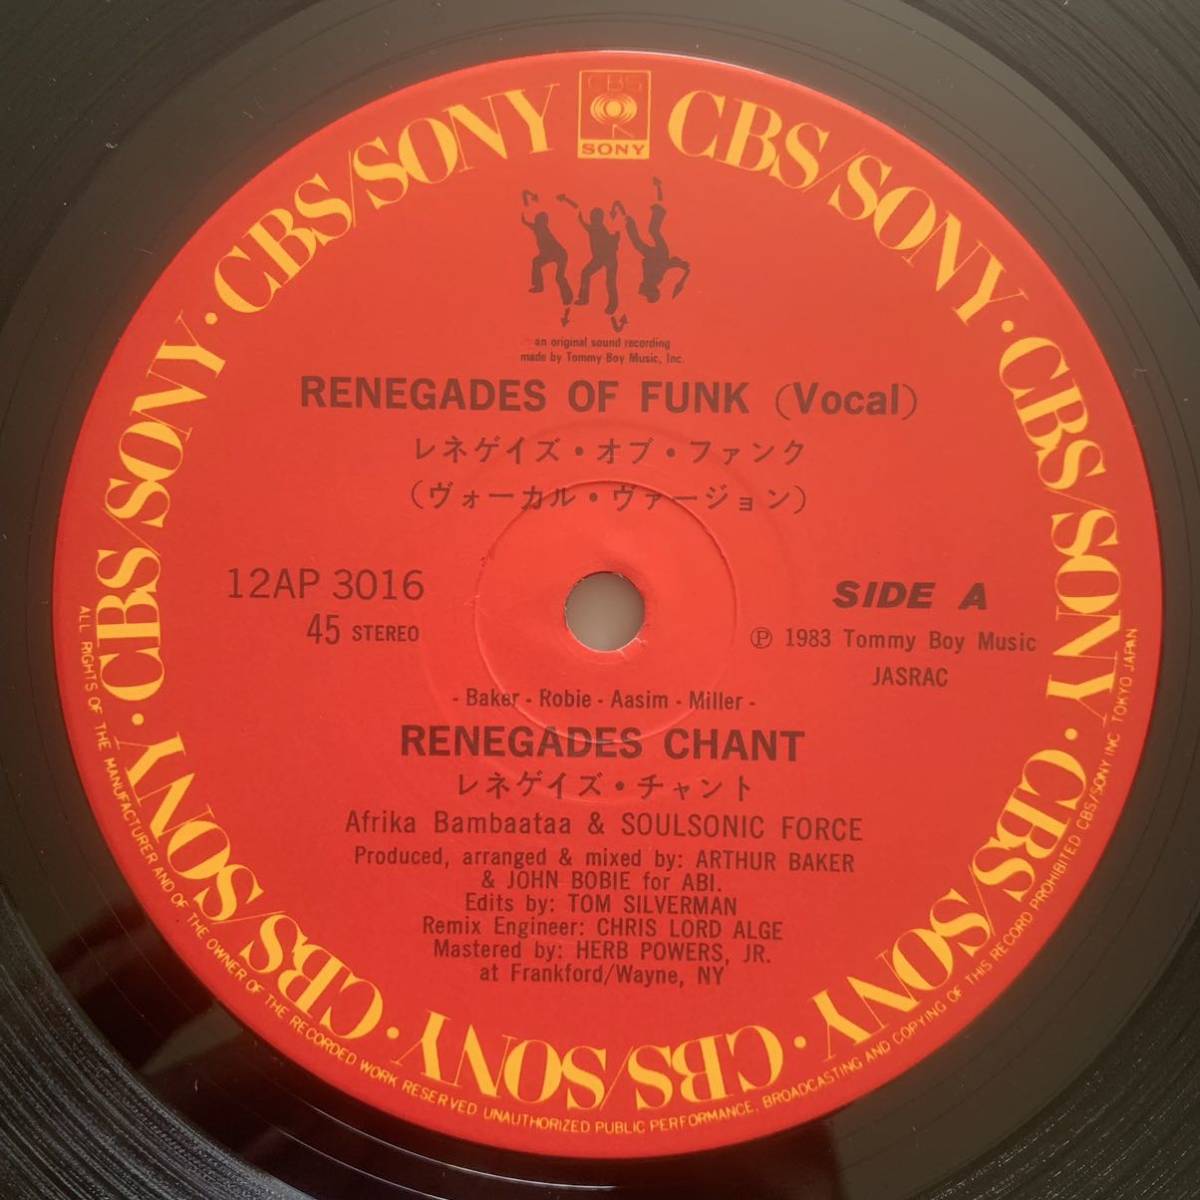 CBS/SONY · CBS/SONY · CBS/SONY · CBS/SONY · CBS/SONY · CBS/SONY · CBS/SONY · CBS/SONY · CBS/SONY
CBS
SONY
an original sound recording
made by Tommy Boy Music, Inc.
RENEGADES OF FUNK (Vocal)
レネゲイズ・オブ・ファンク
（ヴォーカル・ヴァージョン）
12AP 3016
45 STEREO
SIDE A
Ⓟ 1983 Tommy Boy Music
JASRAC
- Baker - Robie - Aasim - Miller -
RENEGADES CHANT
レネゲイズ・チャント
Afrika Bambaataa & SOULSONIC FORCE
Produced, arranged & mixed by: ARTHUR BAKER
& JOHN BOBIE for ABI.
Edits by: TOM SILVERMAN
Remix Engineer: CHRIS LORD ALGE
Mastered by: HERB POWERS, JR.
at Frankford/Wayne, NY
ALL RIGHTS OF THE MANUFACTURER AND OF THE OWNER OF THE RECORDED WORK RESERVED UNAUTHORIZED PUBLIC PERFORMANCE, BROADCASTING AND COPYING OF THIS RECORD PROHIBITED CBS/SONY INC TOKYO JAPAN